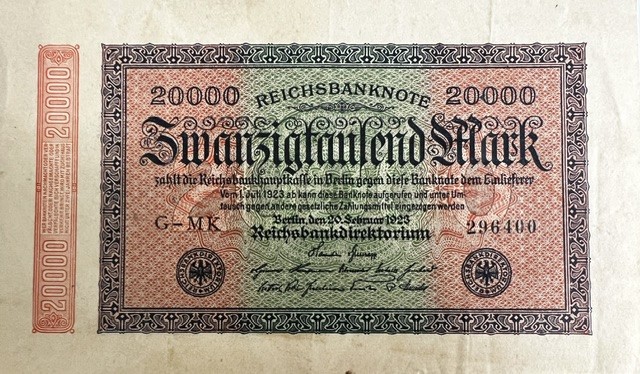 20000 REICHSBANKNOTE 20000
Zwanzigtausend Mark
zahlt die Reichsbankhauptkasse in Berlin gegen diese Banknote dem Einlieferer
Vom 1. Juli 1923 ab kann diese Banknote aufgerufen und unter Um-
tausch gegen andere gesetzliche Zahlungsmittel eingezogen werden
Berlin, den 20. Februar 1923
Reichsbankdirektorium
G-MK 296400
20000
20000